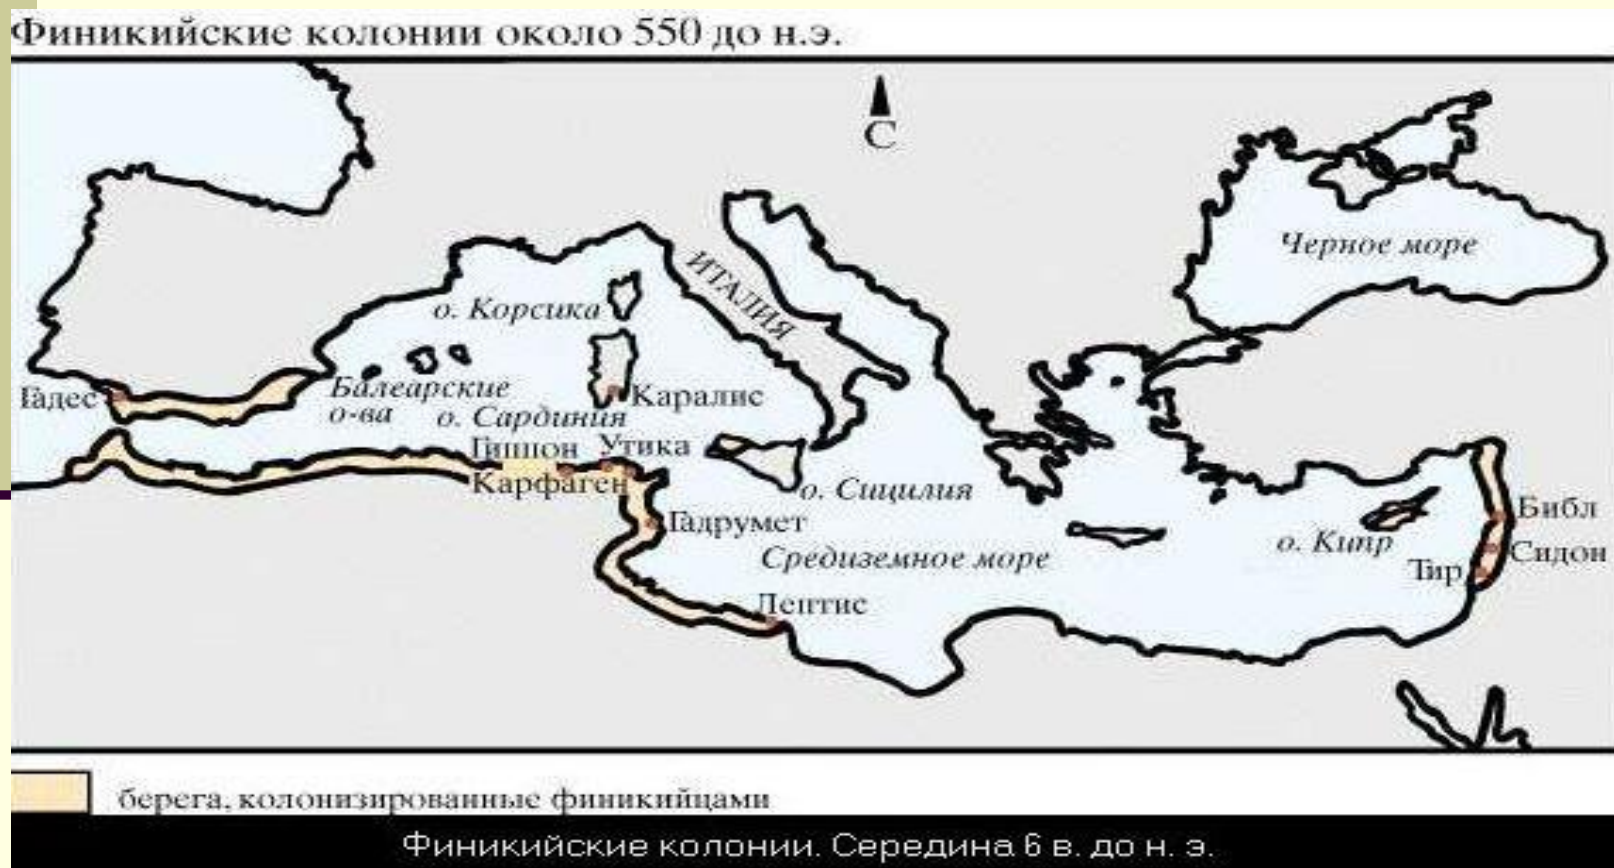 Финикийские колонии около 550 до н.э.
С
Черное море
ИТАЛИЯ
о. Корсика
Балеарские
о-ва
о. Сардиния
Каралис
Гадес
Гиппон
Утика
Карфаген
о. Сицилия
Гадрумет
Средиземное море
о. Кипр
Библ
Сидон
Тир
Лептис
берега, колонизированные финикийцами
Финикийские колонии. Середина 6 в. до н. э.